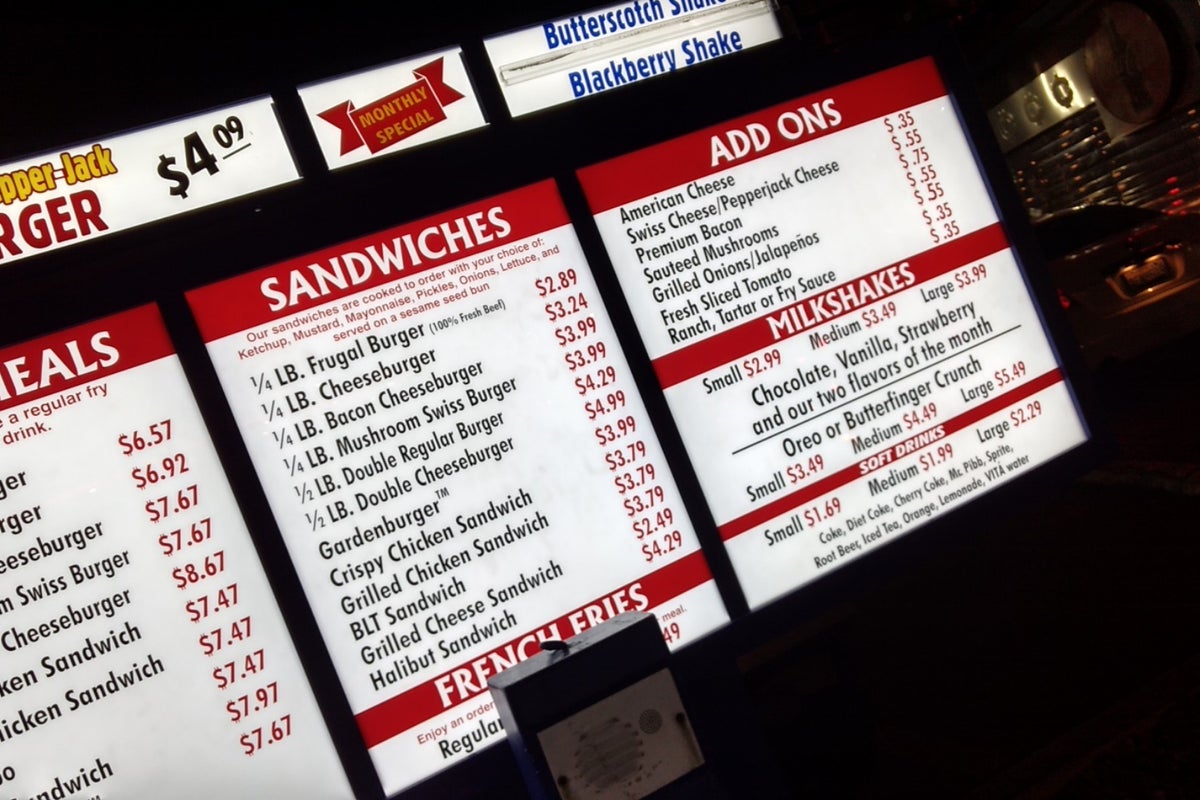 Butterscotch Shake
Blackberry Shake
MONTHLY
SPECIAL
pper-Jack
RGER
$4.09
EALS
e a regular fry
drink.
ger $6.57
rger $6.92
eeseburger $7.67
m Swiss Burger $7.67
Cheeseburger $8.67
ken Sandwich $7.47
hicken Sandwich $7.47
$7.47
$7.97
ndwich $7.67
SANDWICHES
Our sandwiches are cooked to order with your choice of:
Ketchup, Mustard, Mayonnaise, Pickles, Onions, Lettuce, and
served on a sesame seed bun
1/4 LB. Frugal Burger (100% Fresh Beef) $2.89
1/4 LB. Cheeseburger $3.24
1/4 LB. Bacon Cheeseburger $3.99
1/4 LB. Mushroom Swiss Burger $3.99
1/2 LB. Double Regular Burger $4.29
1/2 LB. Double Cheeseburger $4.99
Gardenburger™ $3.99
Crispy Chicken Sandwich $3.79
Grilled Chicken Sandwich $3.79
BLT Sandwich $3.79
Grilled Cheese Sandwich $2.49
Halibut Sandwich $4.29
FRENCH FRIES
Enjoy an order meal.
Regular 49
ADD ONS
American Cheese $.35
Swiss Cheese/Pepperjack Cheese $.55
Premium Bacon $.75
Sauteed Mushrooms $.55
Grilled Onions/Jalapeños $.55
Fresh Sliced Tomato $.35
Ranch, Tartar or Fry Sauce $.35
MILKSHAKES
Small $2.99 Medium $3.49 Large $3.99
Chocolate, Vanilla, Strawberry
and our two flavors of the month
Oreo or Butterfinger Crunch
Small $3.49 Medium $4.49 Large $5.49
SOFT DRINKS
Small $1.69 Medium $1.99 Large $2.29
Coke, Diet Coke, Cherry Coke, Mr. Pibb, Sprite,
Root Beer, Iced Tea, Orange, Lemonade, VITA water